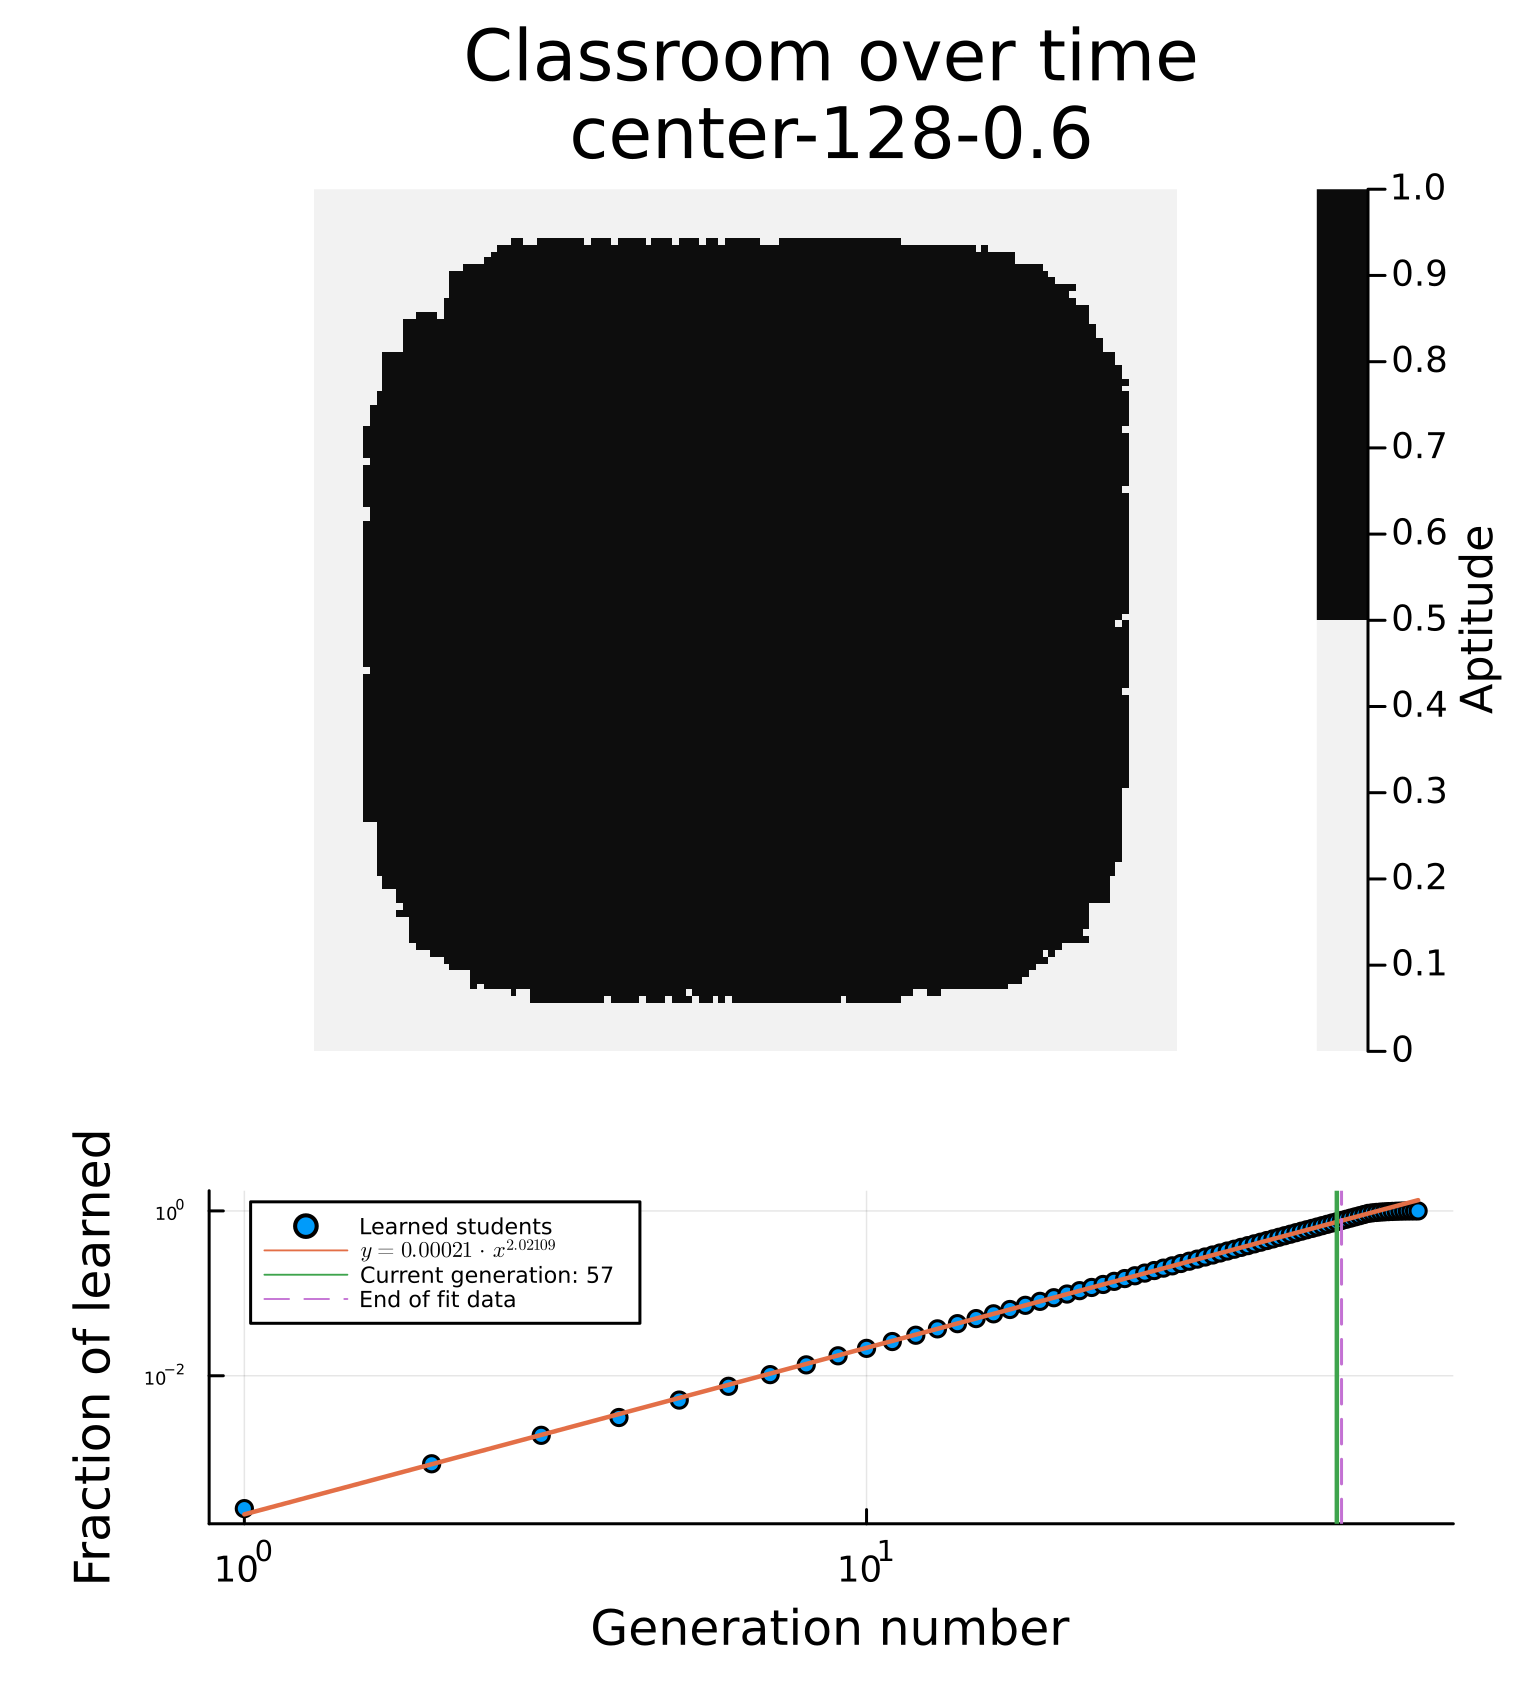 Classroom over time
center-128-0.6
1.0
0.9
0.8
0.7
0.6
0.5
0.4
0.3
0.2
0.1
0
Aptitude
Fraction of learned
10⁰
10⁻²
Learned students
y = 0.00021 · x^2.02109
Current generation: 57
End of fit data
10⁰
10¹
Generation number